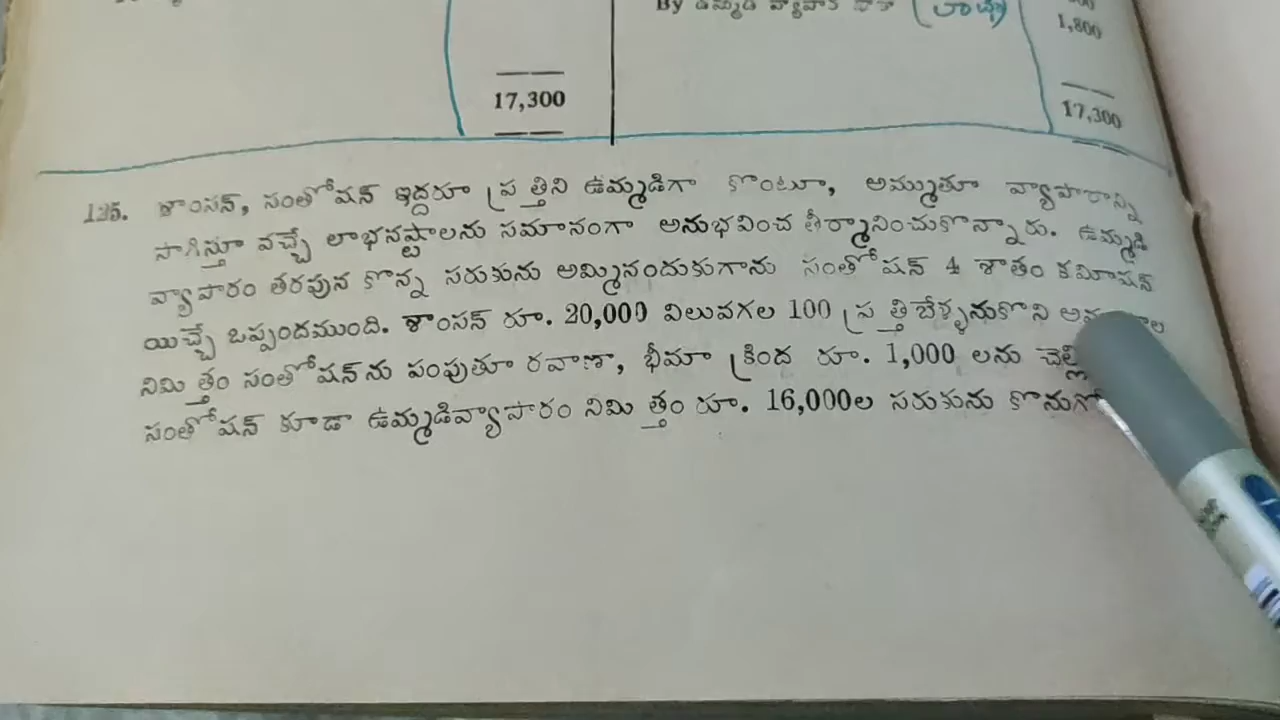 By ఉమ్మడి వ్యాపార ఖాతా
1,800
17,300
17,300
125. శాంసన్, సంతోషన్ ఇద్దరూ ప్రత్తిని ఉమ్మడిగా కొంటూ, అమ్ముతూ వ్యాపారాన్ని
సాగిస్తూ వచ్చే లాభనష్టాలను సమానంగా అనుభవించ తీర్మానించుకొన్నారు. ఉమ్మడి
వ్యాపారం తరపున కొన్న సరుకును అమ్మినందుకుగాను సంతోషన్ 4 శాతం కమీషన్
యిచ్చే ఒప్పందముంది. శాంసన్ రూ. 20,000 విలువగల 100 ప్రత్తిబేళ్ళనుకొని
నిమిత్తం సంతోషన్‌ను పంపుతూ రవాణా, భీమా క్రింద రూ. 1,000 లను
సంతోషన్ కూడా ఉమ్మడివ్యాపారం నిమిత్తం రూ. 16,000ల సరుకును